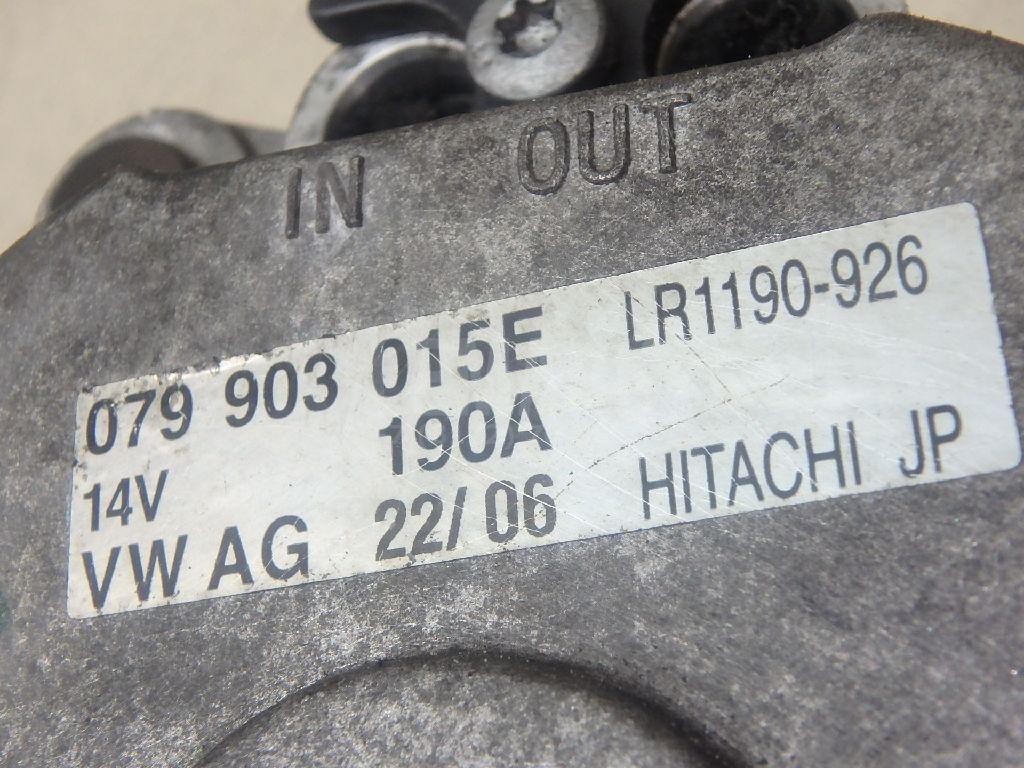 IN OUT
079 903 015E LR1190-926
14V 190A
VW AG 22/06 HITACHI JP